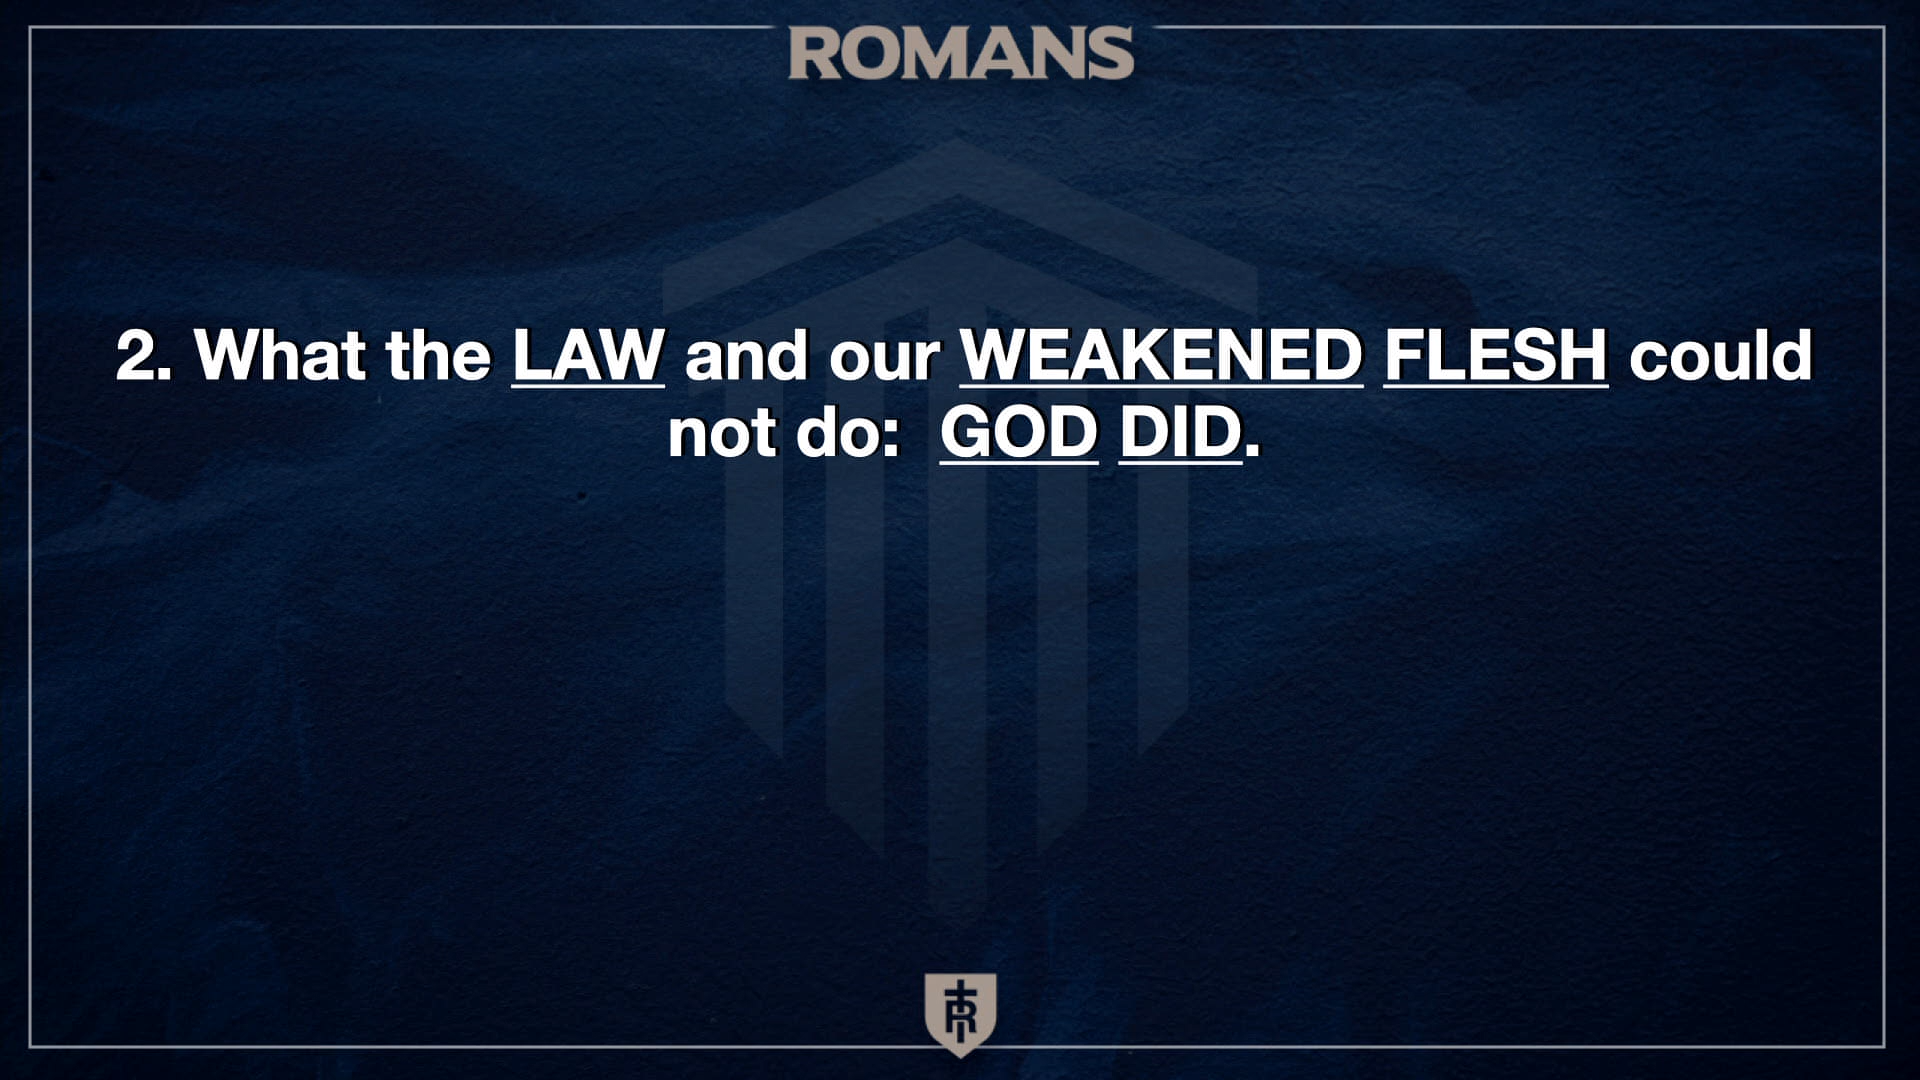 ROMANS
2. What the LAW and our WEAKENED FLESH could
not do:  GOD DID.
R